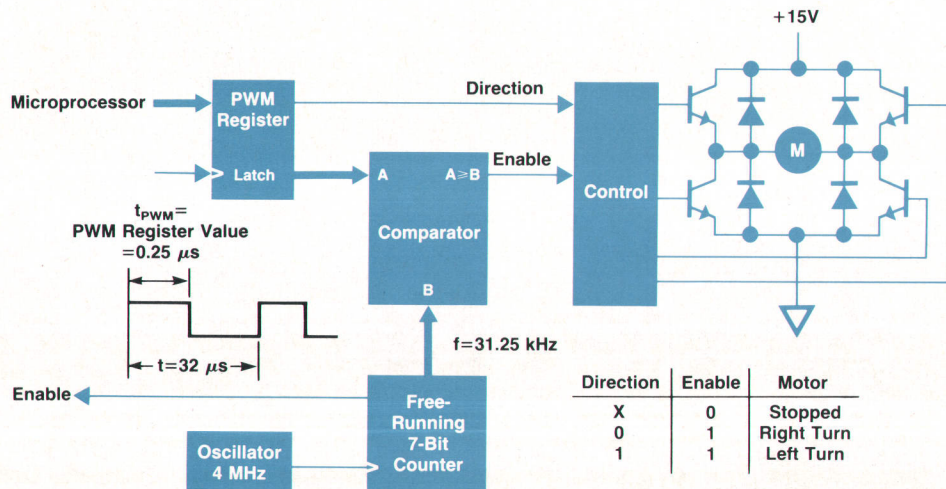 +15V
Microprocessor
PWM
Register
Latch
Direction
Enable
A
A≥B
Comparator
B
Control
M
tPWM=
PWM Register Value
=0.25 µs
t=32 µs
f=31.25 kHz
Enable
Free-
Running
7-Bit
Counter
Oscillator
4 MHz
Direction Enable Motor
X 0 Stopped
0 1 Right Turn
1 1 Left Turn